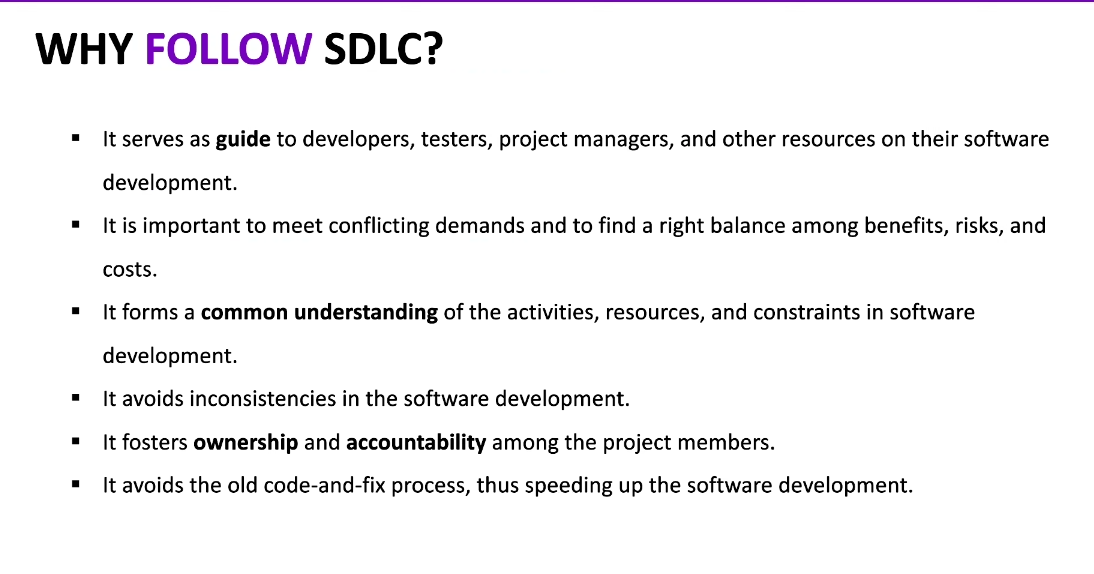 WHY FOLLOW SDLC?
▪ It serves as guide to developers, testers, project managers, and other resources on their software
development.
▪ It is important to meet conflicting demands and to find a right balance among benefits, risks, and
costs.
▪ It forms a common understanding of the activities, resources, and constraints in software
development.
▪ It avoids inconsistencies in the software development.
▪ It fosters ownership and accountability among the project members.
▪ It avoids the old code-and-fix process, thus speeding up the software development.